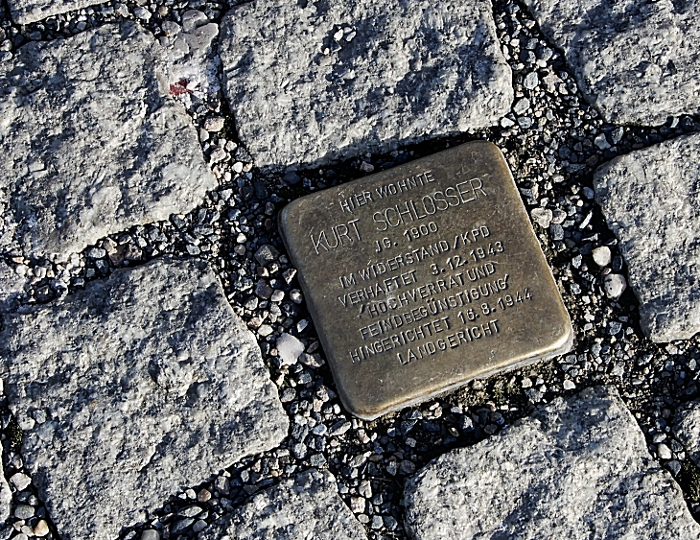 HIER WOHNTE
KURT SCHLOSSER
JG. 1900
IM WIDERSTAND/KPD
VERHAFTET 3.12.1943
'HOCHVERRAT UND
FEINDBEGÜNSTIGUNG'
HINGERICHTET 16.8.1944
LANDGERICHT